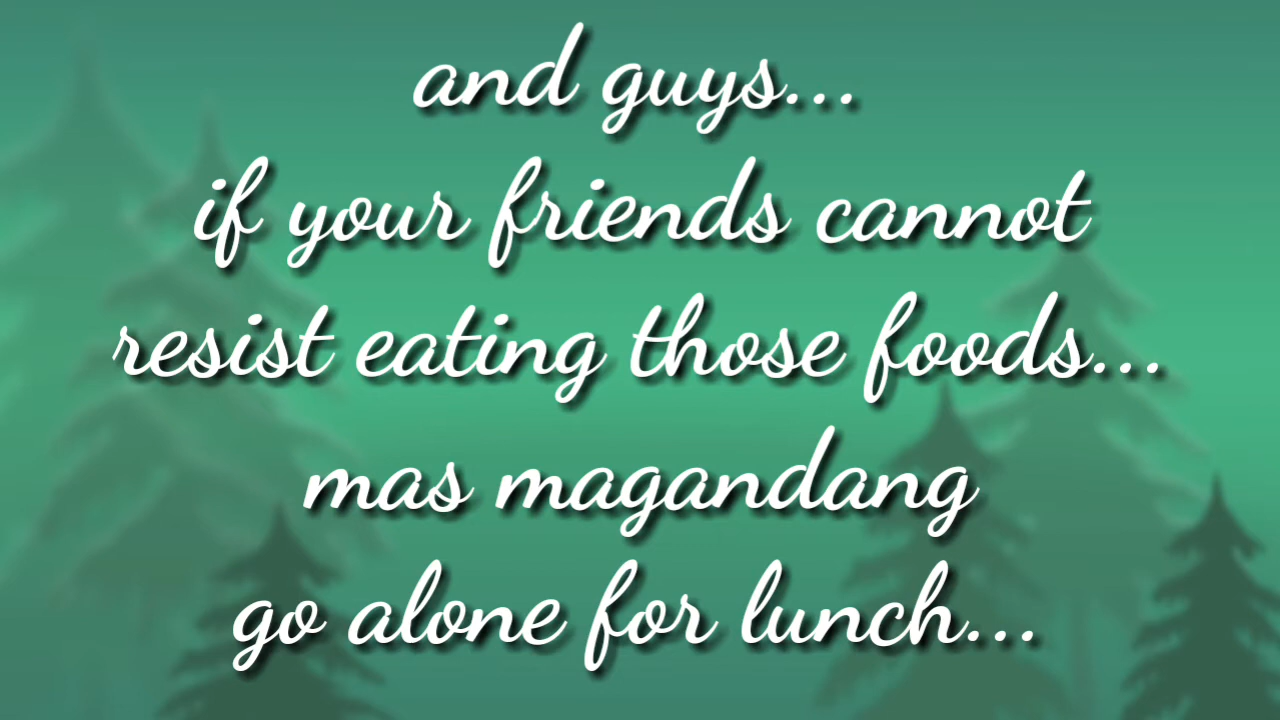 and guys...
if your friends cannot
resist eating those foods...
mas magandang
go alone for lunch...